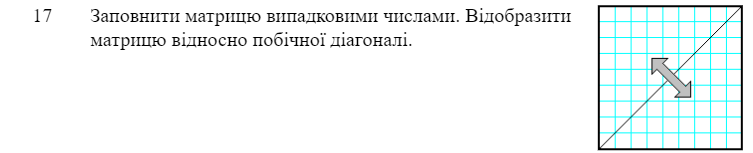 17 Заповнити матрицю випадковими числами. Відобразити
матрицю відносно побічної діагоналі.